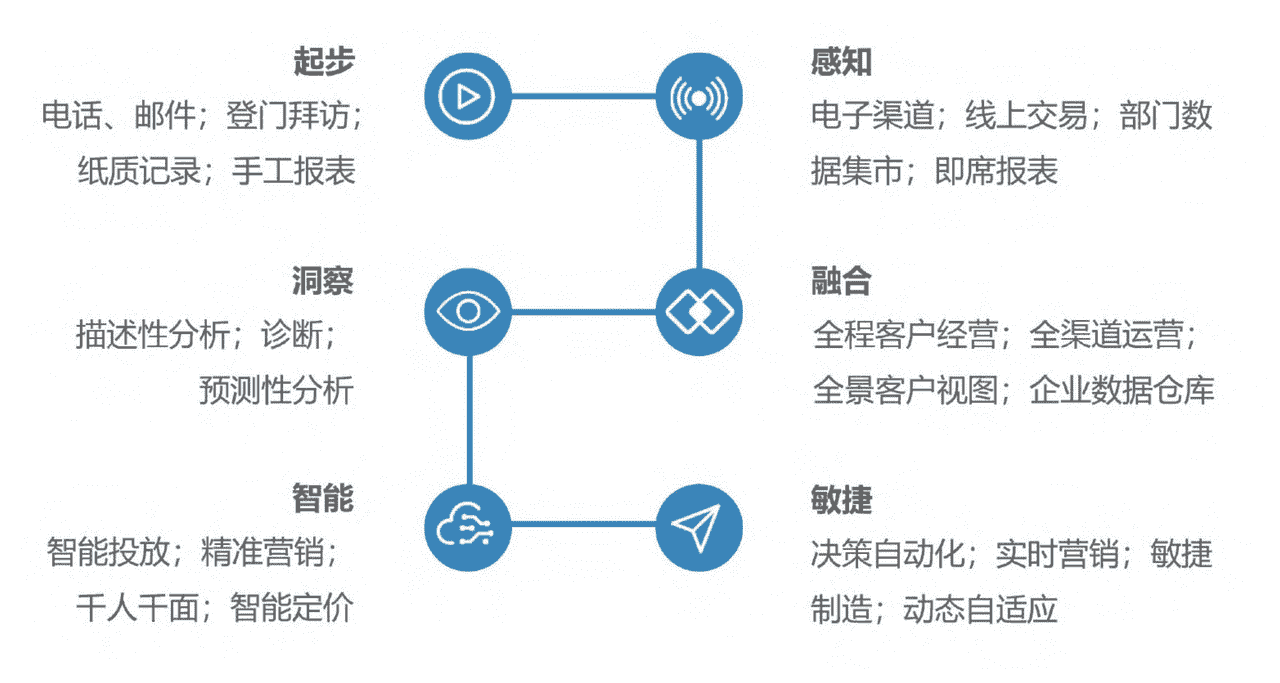 起步
电话、邮件；登门拜访；
纸质记录；手工报表
感知
电子渠道；线上交易；部门数
据集市；即席报表
洞察
描述性分析；诊断；
预测性分析
融合
全程客户经营；全渠道运营；
全景客户视图；企业数据仓库
智能
智能投放；精准营销；
千人千面；智能定价
敏捷
决策自动化；实时营销；敏捷
制造；动态自适应